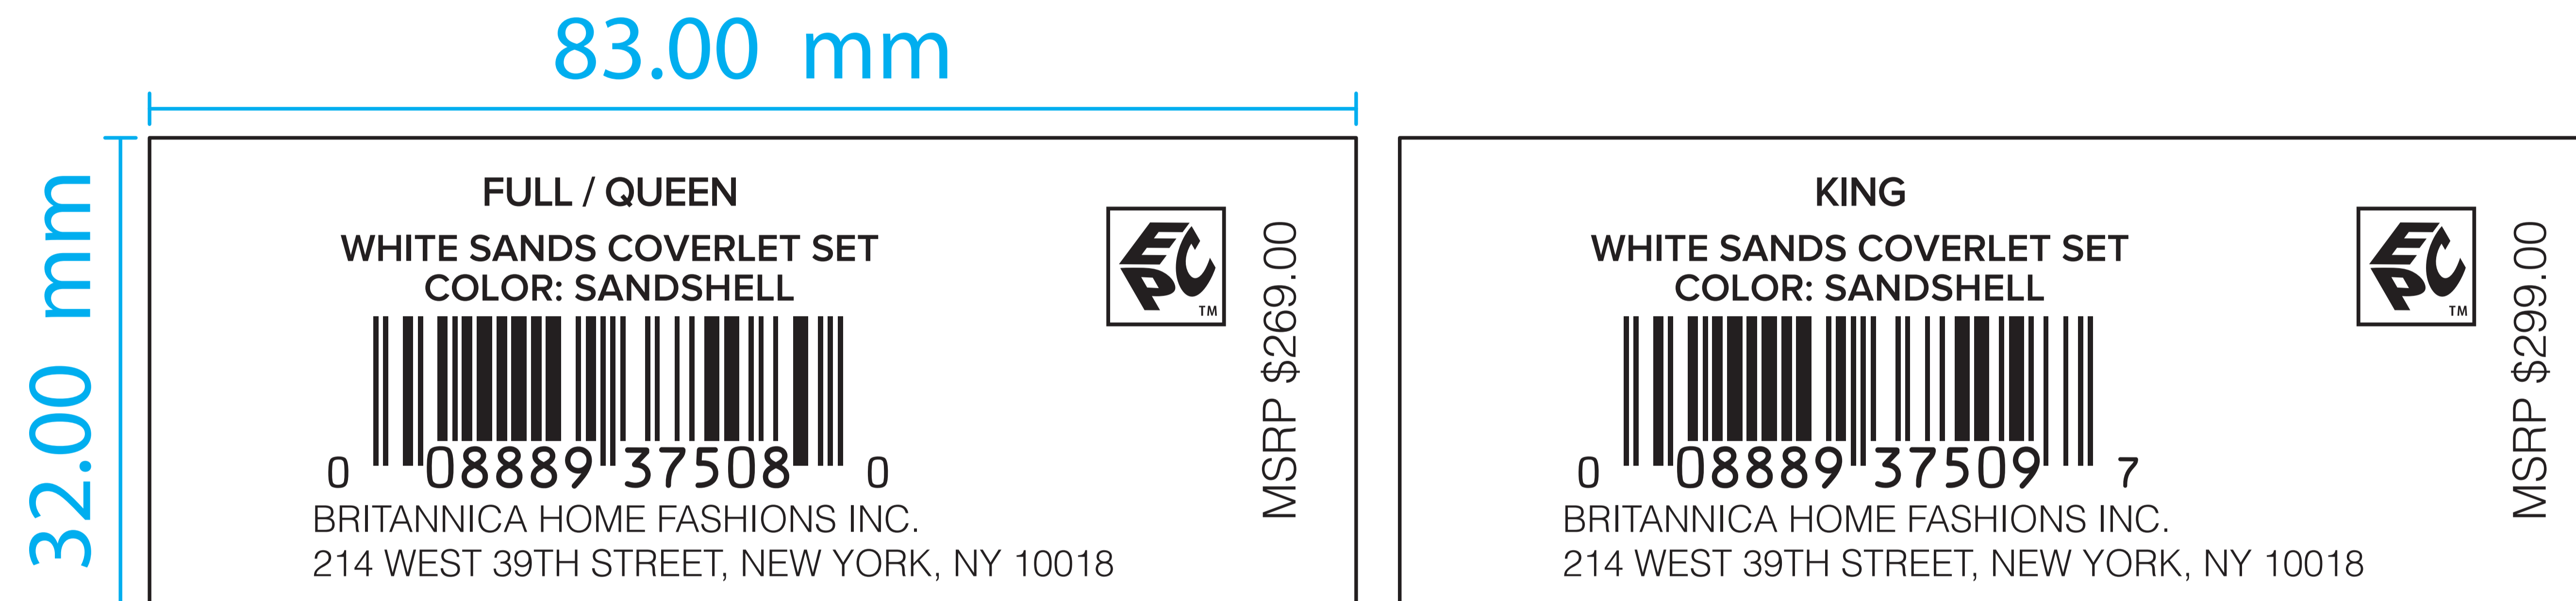 83.00 mm
32.00 mm
FULL / QUEEN
WHITE SANDS COVERLET SET
COLOR: SANDSHELL
0 08889 37508 0
BRITANNICA HOME FASHIONS INC.
214 WEST 39TH STREET, NEW YORK, NY 10018
EPC
TM
MSRP $269.00
KING
WHITE SANDS COVERLET SET
COLOR: SANDSHELL
0 08889 37509 7
BRITANNICA HOME FASHIONS INC.
214 WEST 39TH STREET, NEW YORK, NY 10018
EPC
TM
MSRP $299.00